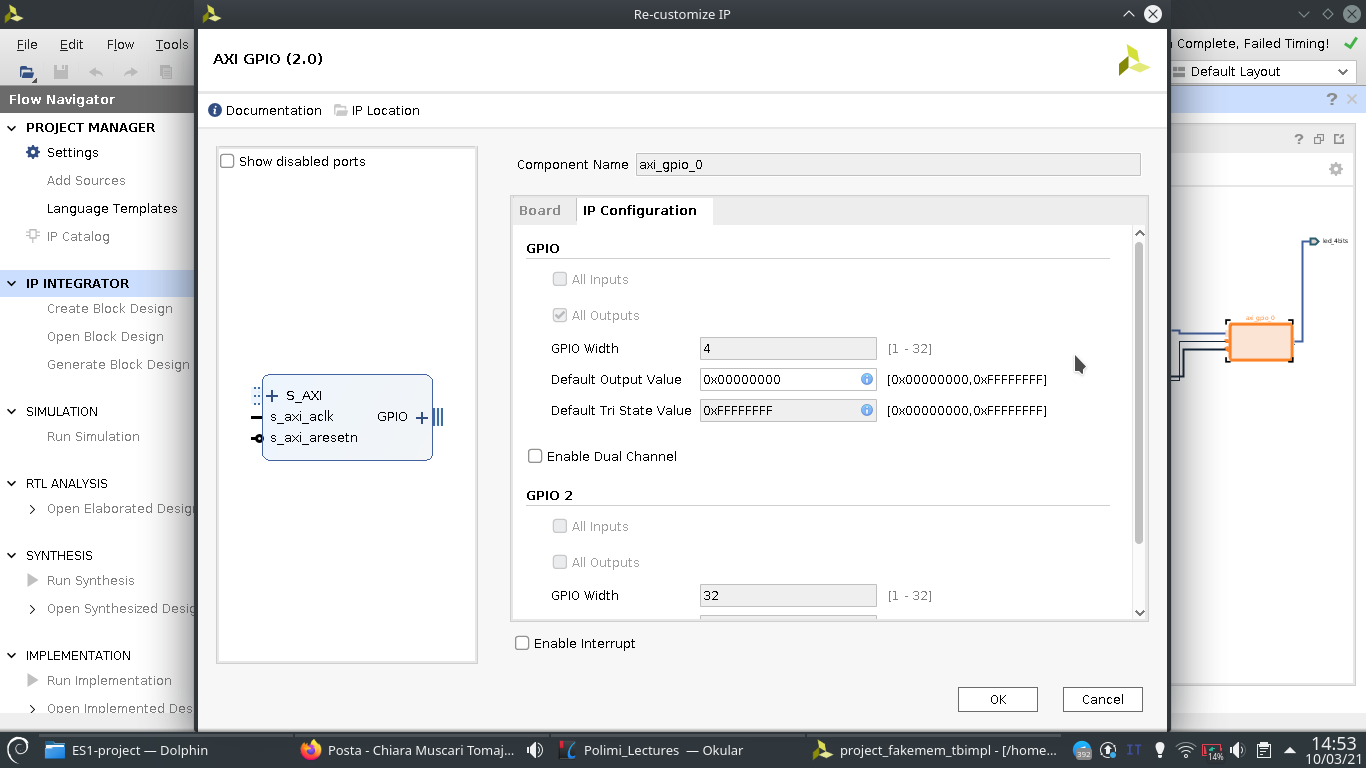 Re-customize IP
File Edit Flow Tools
Complete, Failed Timing!
Default Layout
Flow Navigator
PROJECT MANAGER
Settings
Add Sources
Language Templates
IP Catalog
IP INTEGRATOR
Create Block Design
Open Block Design
Generate Block Design
SIMULATION
Run Simulation
RTL ANALYSIS
Open Elaborated Desig
SYNTHESIS
Run Synthesis
Open Synthesized Desig
IMPLEMENTATION
Run Implementation
Open Implemented Des
AXI GPIO (2.0)
Documentation IP Location
Show disabled ports
S_AXI
s_axi_aclk GPIO
s_axi_aresetn
Component Name axi_gpio_0
Board IP Configuration
GPIO
All Inputs
All Outputs
GPIO Width 4 [1 - 32]
Default Output Value 0x00000000 [0x00000000,0xFFFFFFFF]
Default Tri State Value 0xFFFFFFFF [0x00000000,0xFFFFFFFF]
Enable Dual Channel
GPIO 2
All Inputs
All Outputs
GPIO Width 32 [1 - 32]
Enable Interrupt
OK Cancel
led_4bits
axi_gpio_0
ES1-project — Dolphin
Posta - Chiara Muscari Tomaj...
Polimi_Lectures — Okular
project_fakemem_tbimpl - [/home...
392
IT
14%
14:53
10/03/21